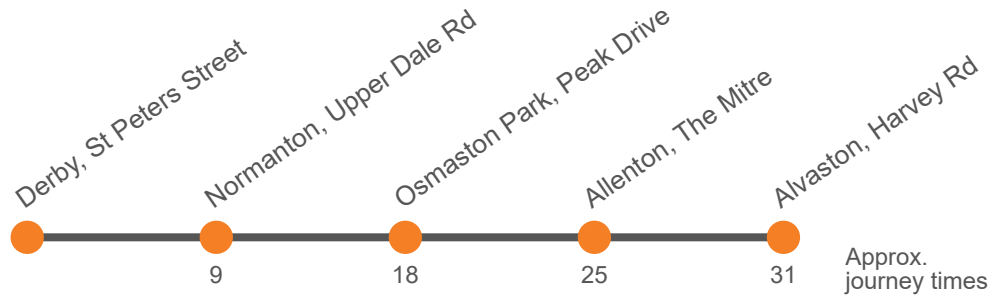 Derby, St Peters Street
Normanton, Upper Dale Rd
Osmaston Park, Peak Drive
Allenton, The Mitre
Alvaston, Harvey Rd
9
18
25
31
Approx.
journey times